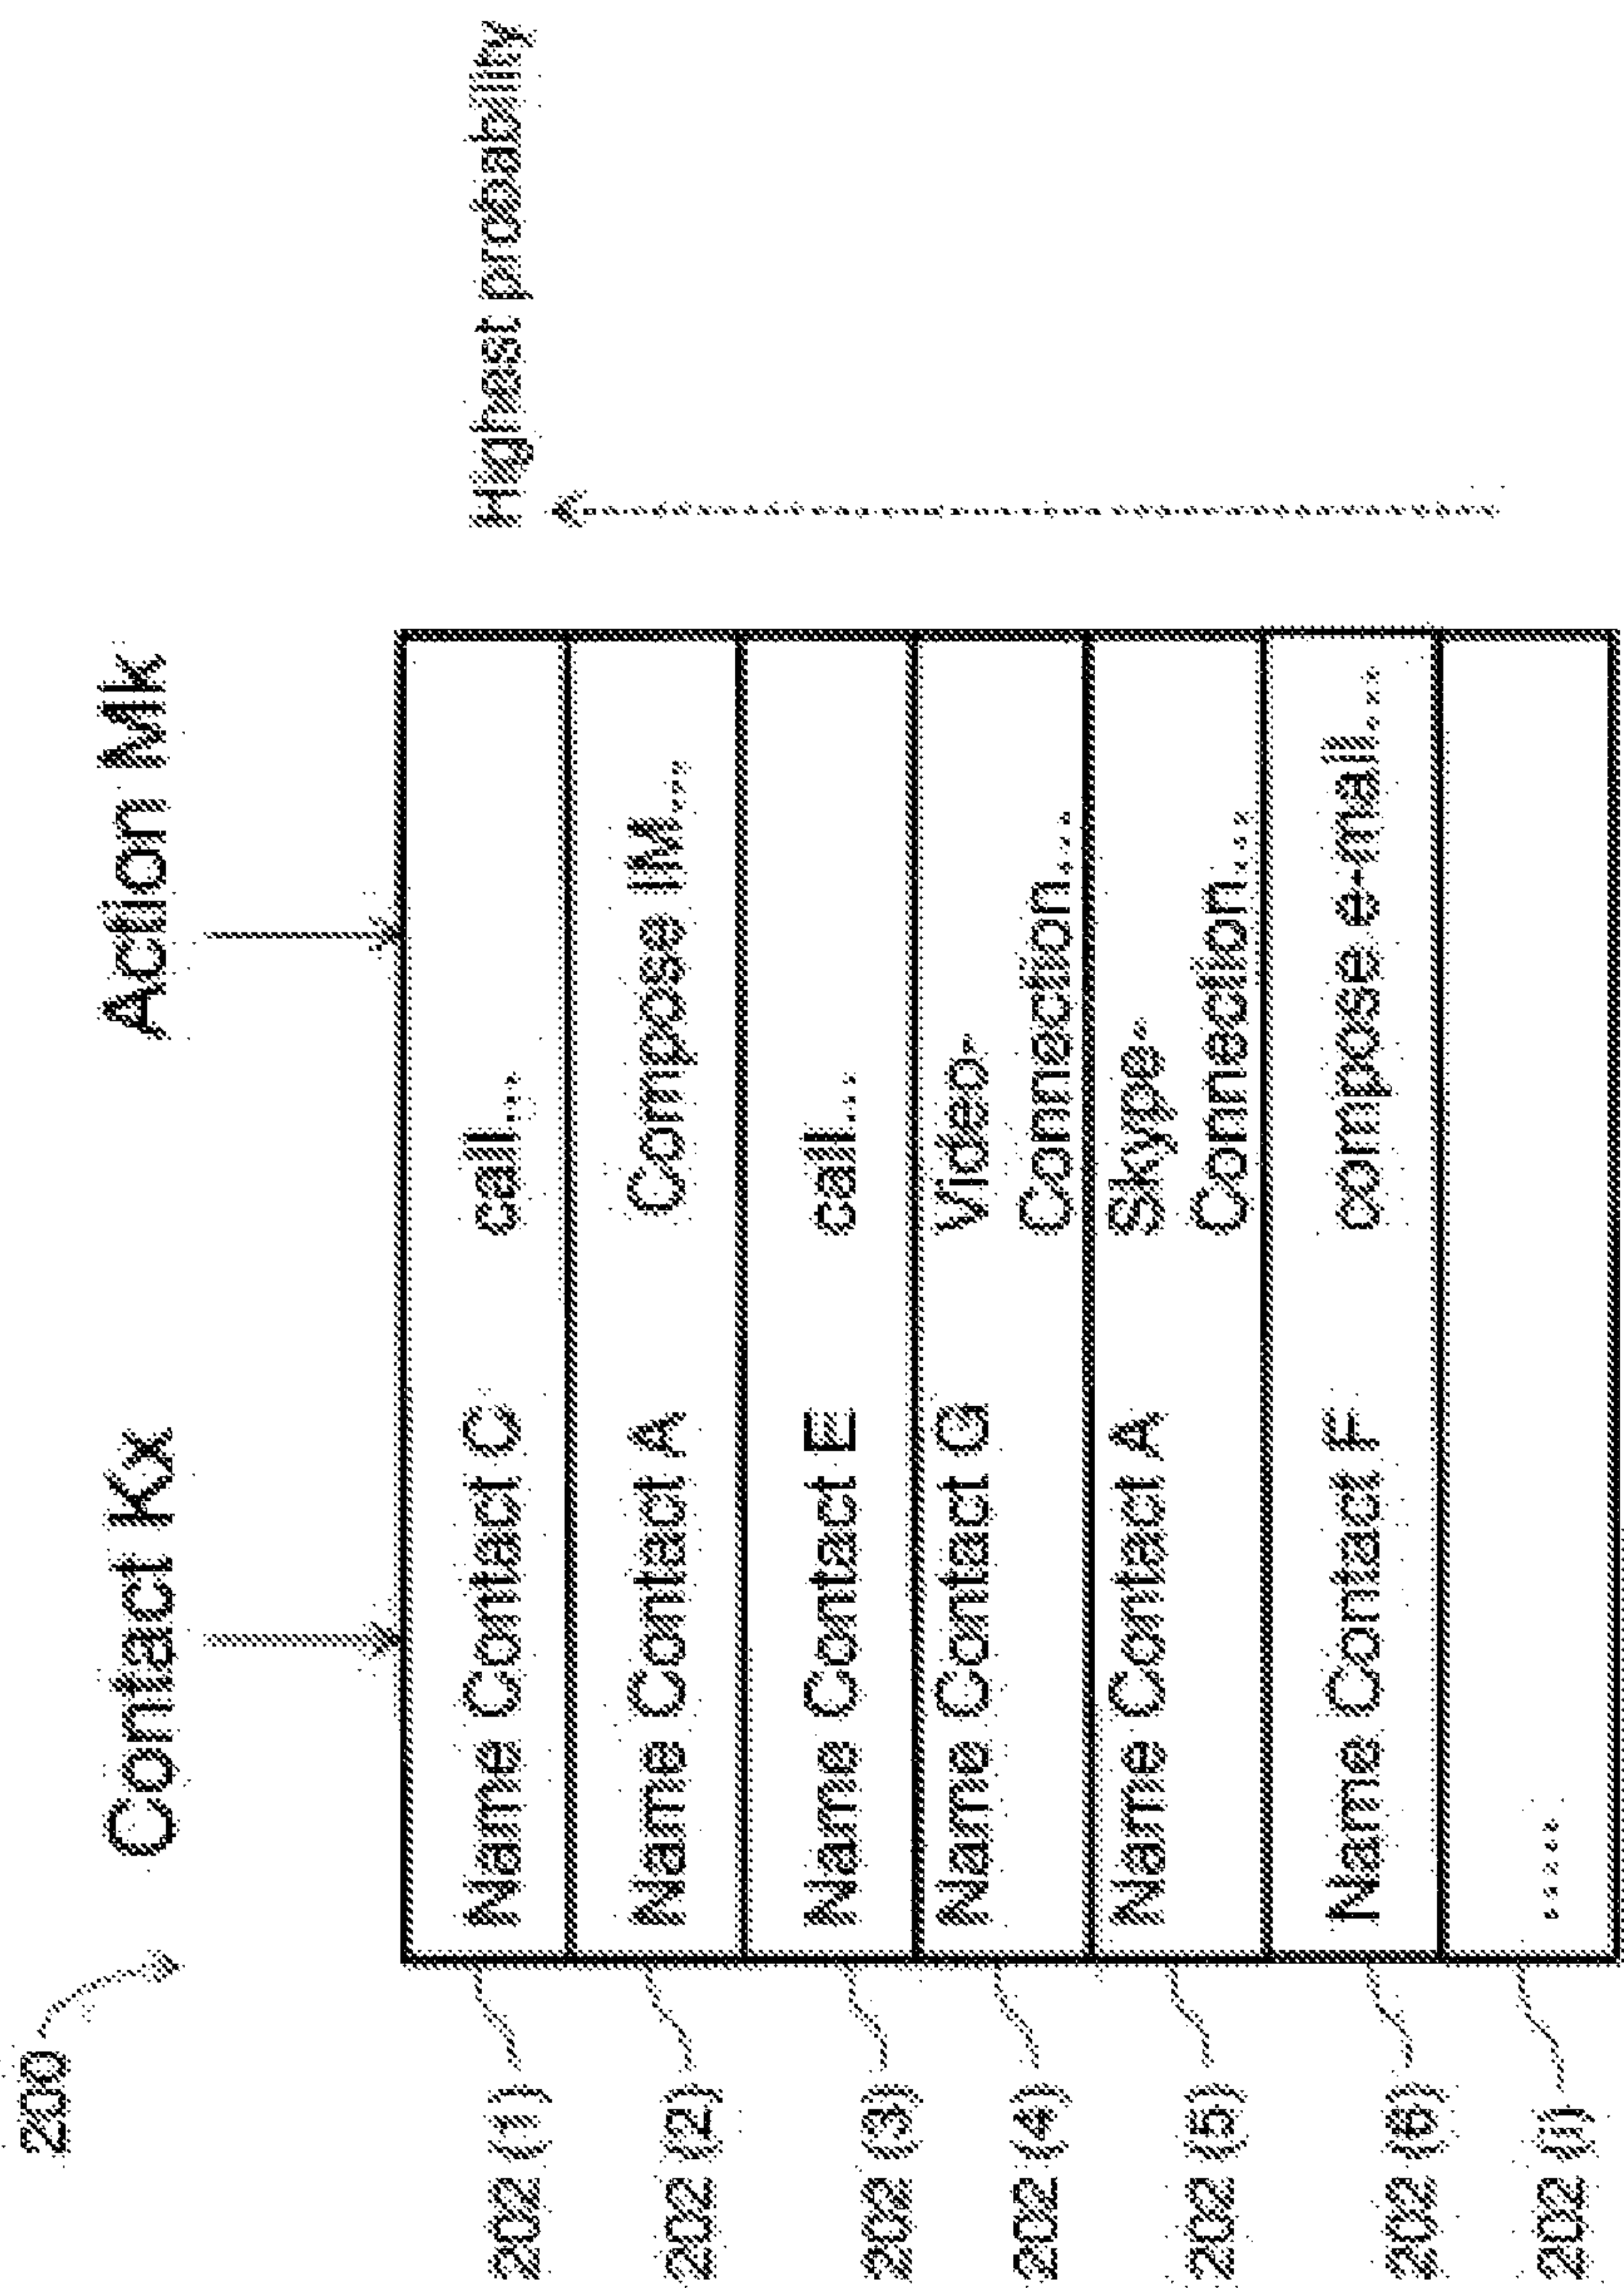 200
Contact Kx Action Mk
202 (1) Name Contact C call... Highest probability
202 (2) Name Contact A Compose IM...
202 (3) Name Contact E call...
202 (4) Name Contact G Video-
Connection...
202 (5) Name Contact A Skype-
Connection...
202 (6) Name Contact F compose e-mail...
202 (i) .....